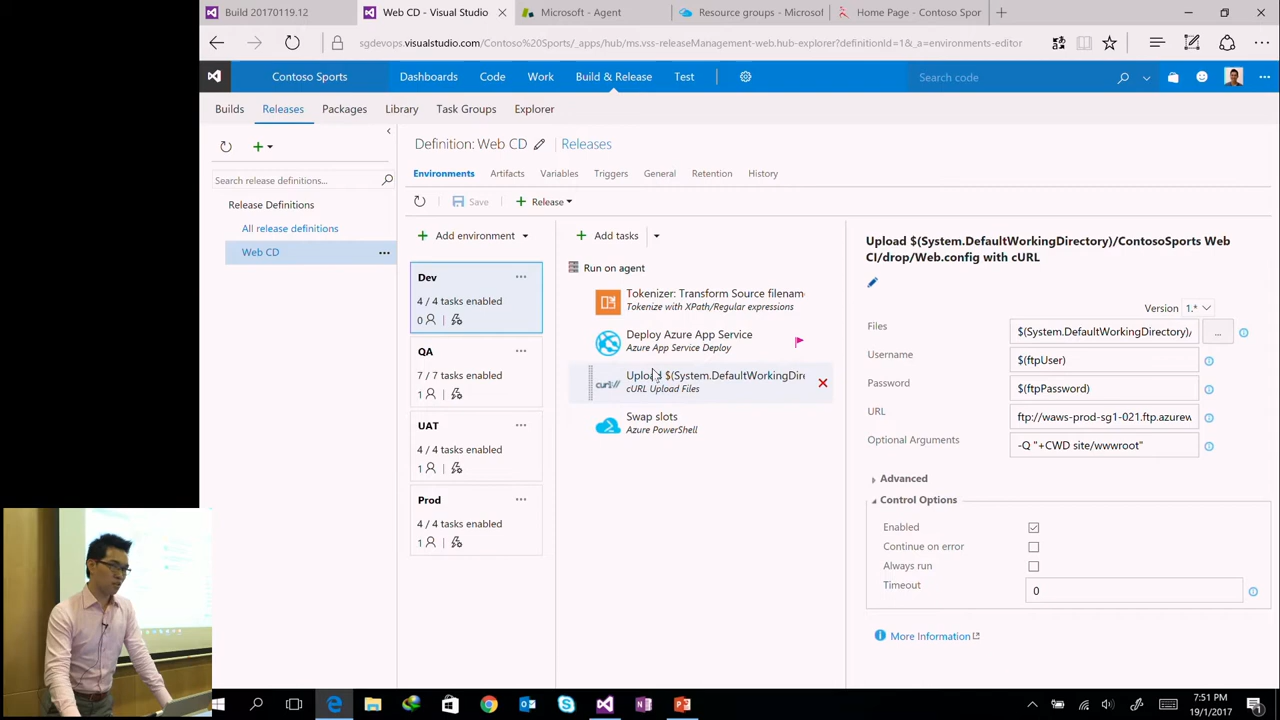 Build 20170119.12
Web CD - Visual Studio
Microsoft - Agent
Resource groups - Microsof
Home Page - Contoso Spor
sgdevops.visualstudio.com/Contoso%20Sports/_apps/hub/ms.vss-releaseManagement-web.hub-explorer?definitionId=1&_a=environments-editor
Contoso Sports
Dashboards
Code
Work
Build & Release
Test
Search code
Builds
Releases
Packages
Library
Task Groups
Explorer
Definition: Web CD
Releases
Search release definitions...
Environments
Artifacts
Variables
Triggers
General
Retention
History
Save
Release
Release Definitions
All release definitions
Web CD
Add environment
Add tasks
Dev
4 / 4 tasks enabled
0
QA
7 / 7 tasks enabled
1
UAT
4 / 4 tasks enabled
1
Prod
4 / 4 tasks enabled
1
Run on agent
Tokenizer: Transform Source filename
Tokenize with XPath/Regular expressions
Deploy Azure App Service
Azure App Service Deploy
Upload $(System.DefaultWorkingDire
cURL Upload Files
Swap slots
Azure PowerShell
Upload $(System.DefaultWorkingDirectory)/ContosoSports Web
CI/drop/Web.config with cURL
Version 1.*
Files
$(System.DefaultWorkingDirectory)/
...
Username
$(ftpUser)
Password
$(ftpPassword)
URL
ftp://waws-prod-sg1-021.ftp.azurew
Optional Arguments
-Q "+CWD site/wwwroot"
Advanced
Control Options
Enabled
Continue on error
Always run
Timeout
0
More Information
7:51 PM
19/1/2017